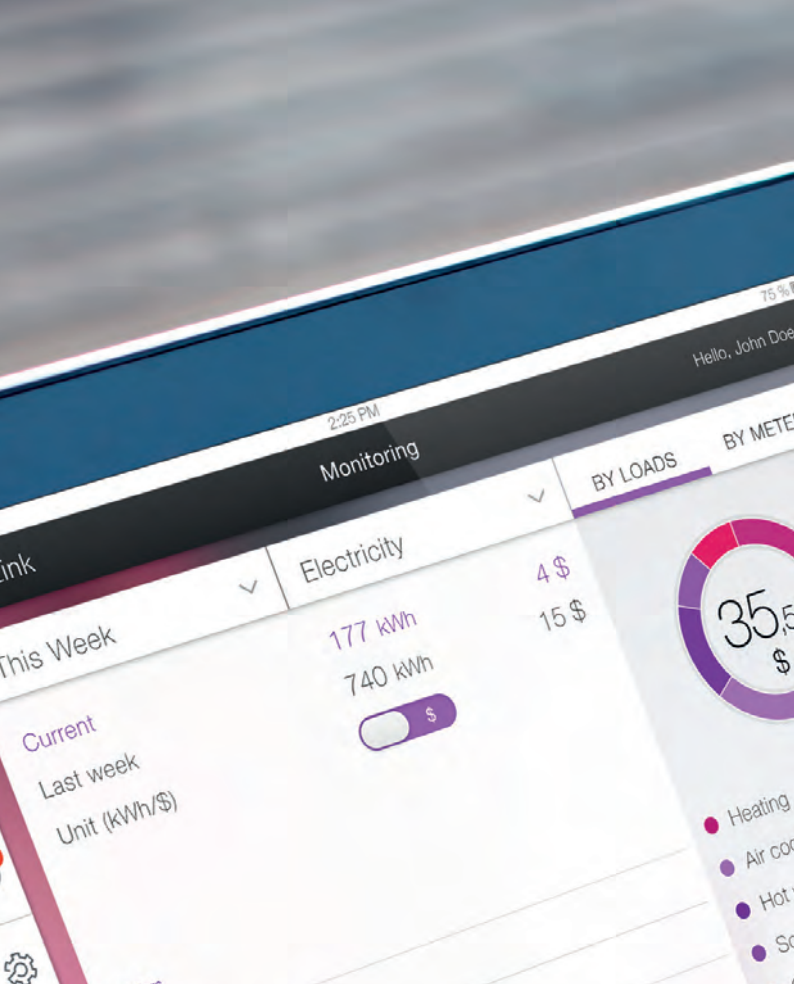 75 %
2:25 PM
Hello, John Doe
Monitoring
BY LOADS
BY METE
ink
Electricity
This Week
177 kWh
4 $
740 kWh
15 $
$
Current
Last week
Unit (kWh/$)
35,5
$
Heating
Air coo
Hot
So